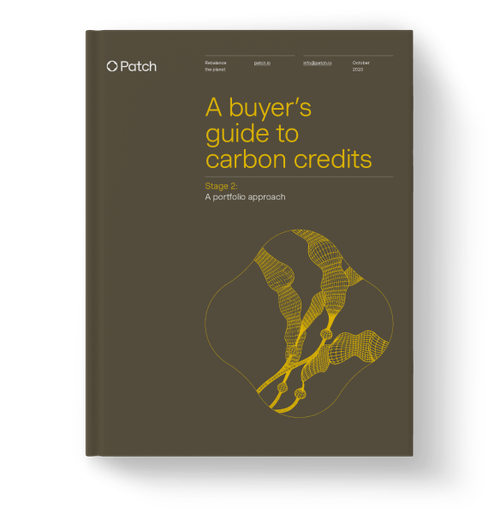 Patch
Rebalance
the planet
patch.io
info@patch.io
October
2023
A buyer's
guide to
carbon credits
Stage 2:
A portfolio approach